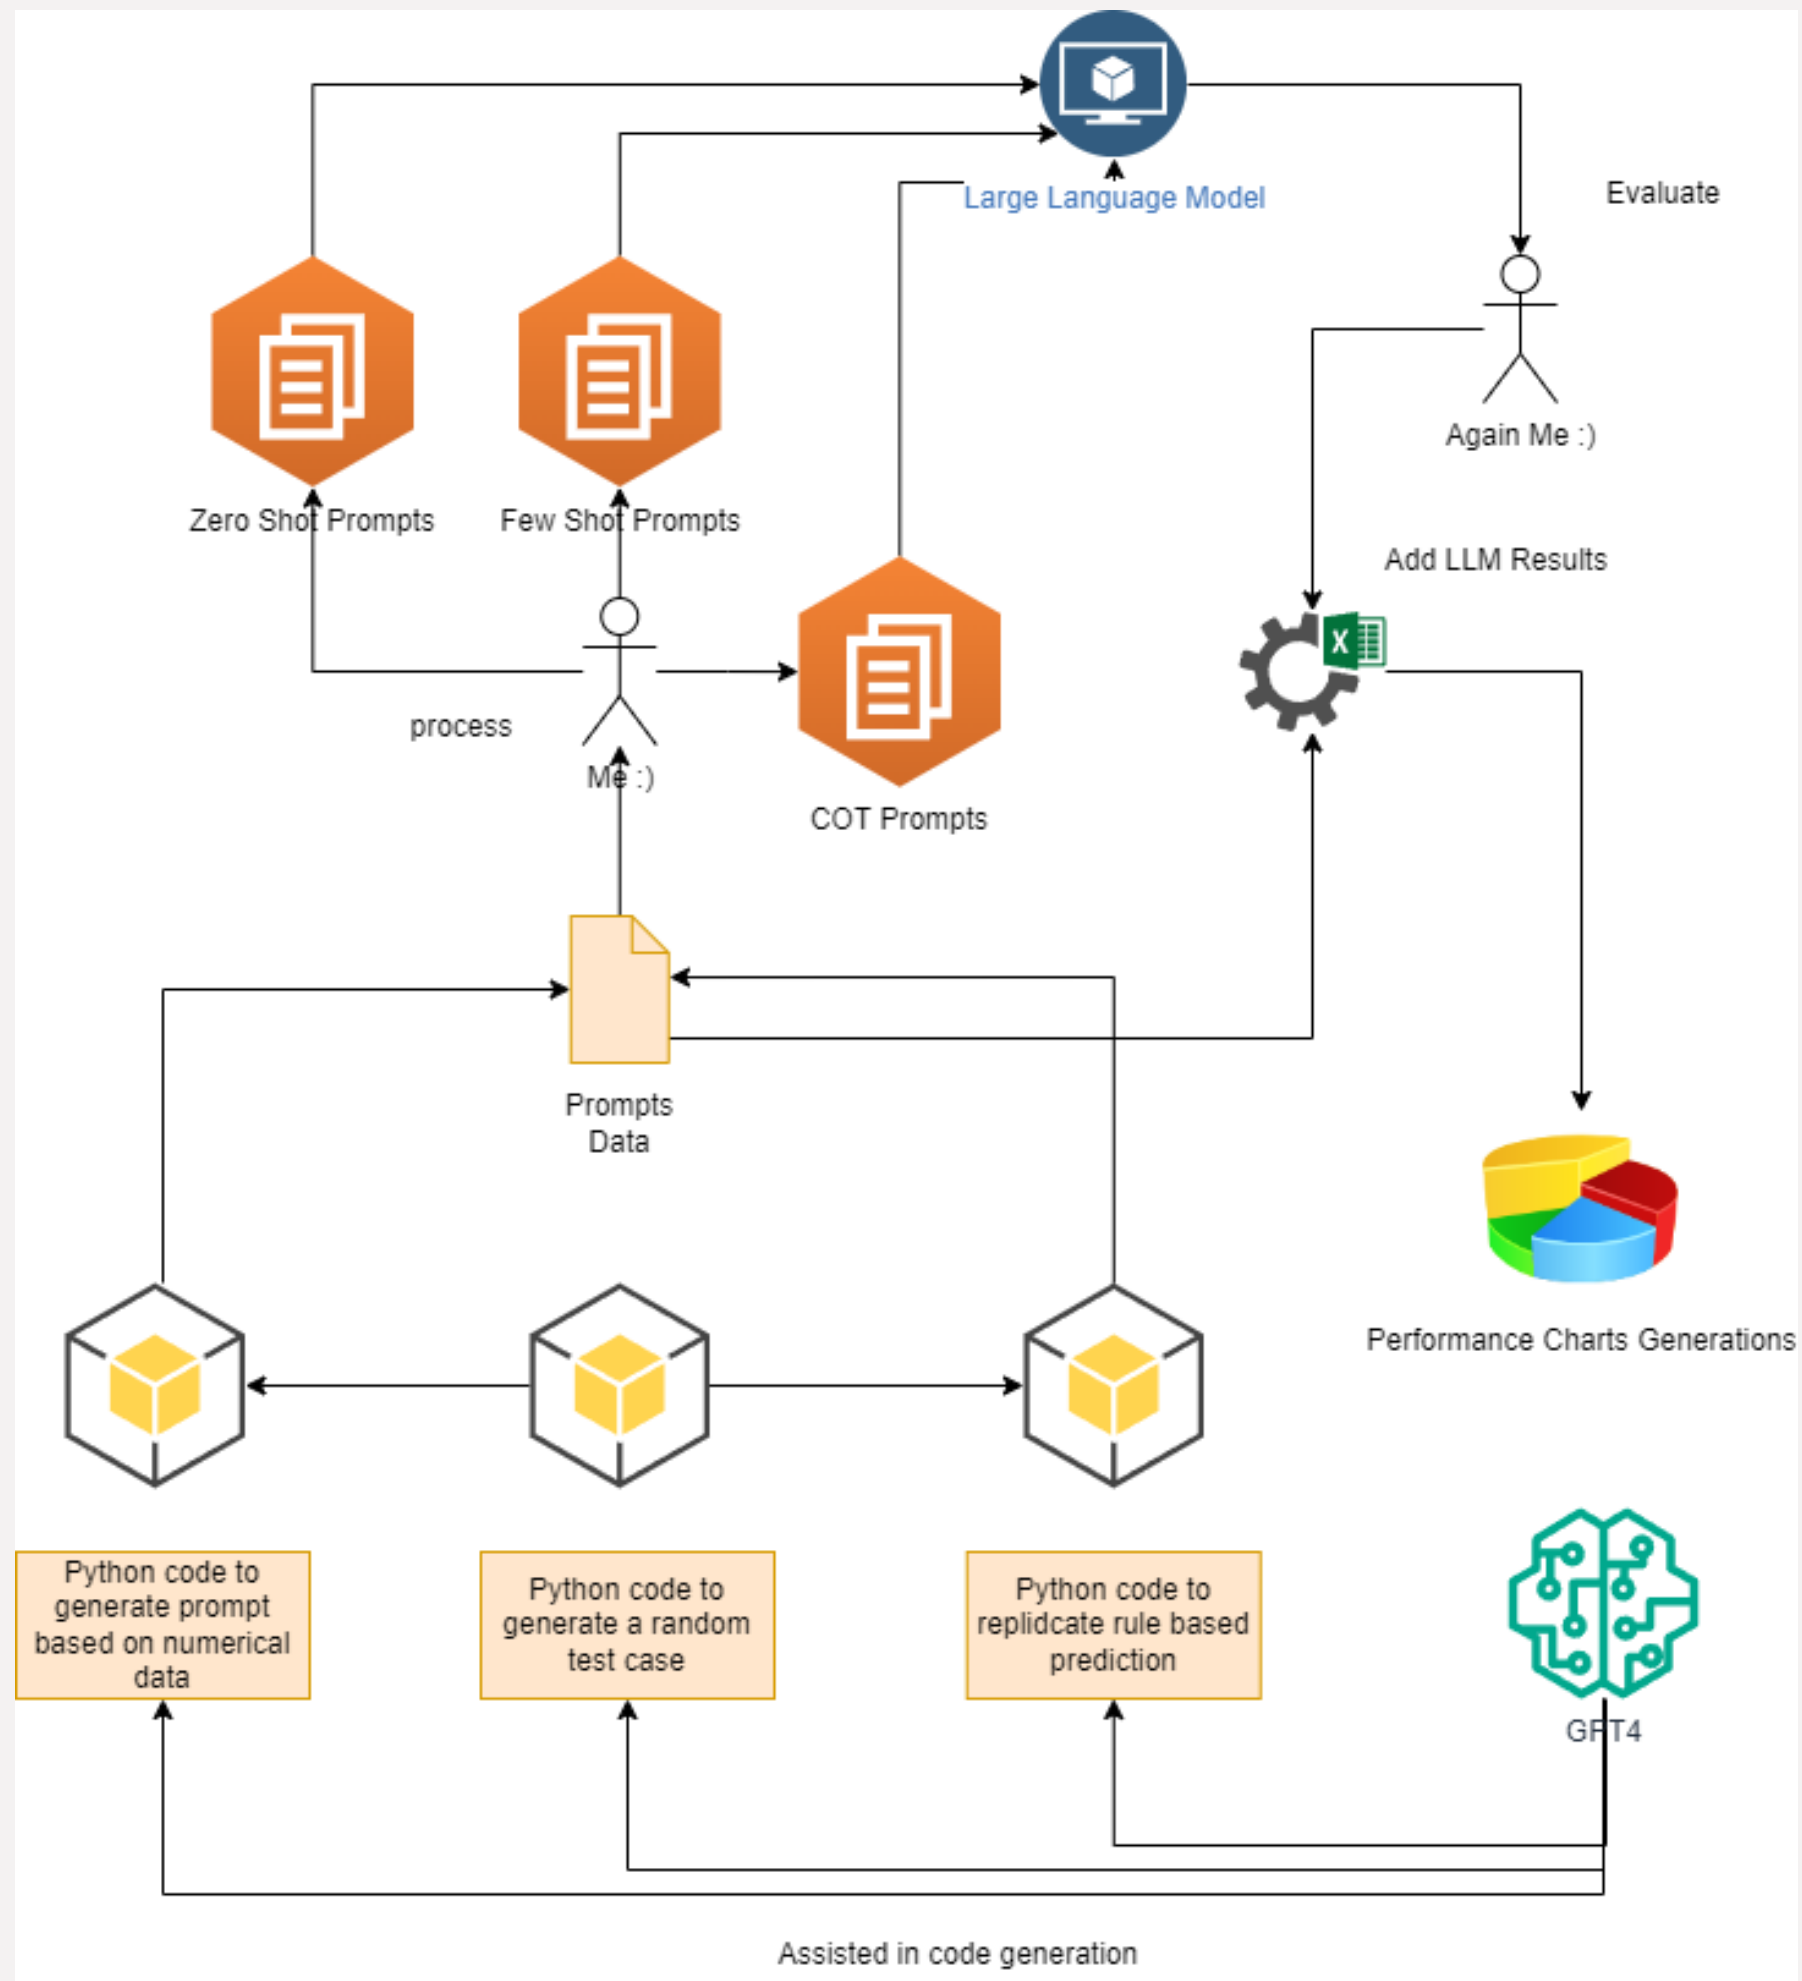 Large Language Model
Evaluate
Again Me :)
Zero Shot Prompts
Few Shot Prompts
Add LLM Results
X
process
Me :)
COT Prompts
Prompts
Data
Performance Charts Generations
Python code to
generate prompt
based on numerical
data
Python code to
generate a random
test case
Python code to
replidcate rule based
prediction
GPT4
Assisted in code generation